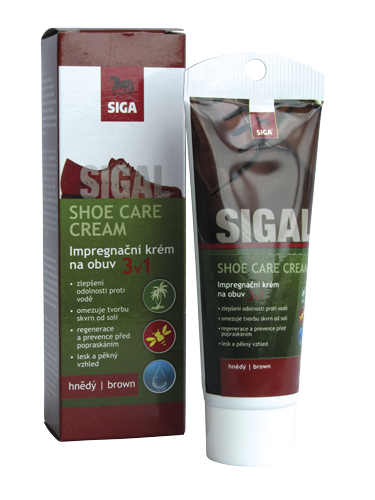 SIGA
SIGAL
SHOE CARE
CREAM
Impregnační krém
na obuv 3v1
• zlepšení
odolnosti proti
vodě
• omezuje tvorbu
skvrn od soli
• regenerace
a prevence před
popraskáním
• lesk a pěkný
vzhled
hnědý | brown
SIGA
SIGAL
SHOE CARE CREAM
Impregnační krém
na obuv
• zlepšení
odolnosti proti vodě
• omezuje tvorbu skvrn
od soli
• regenerace a prevence
před popraskáním
• lesk a pěkný vzhled
hnědý | brown